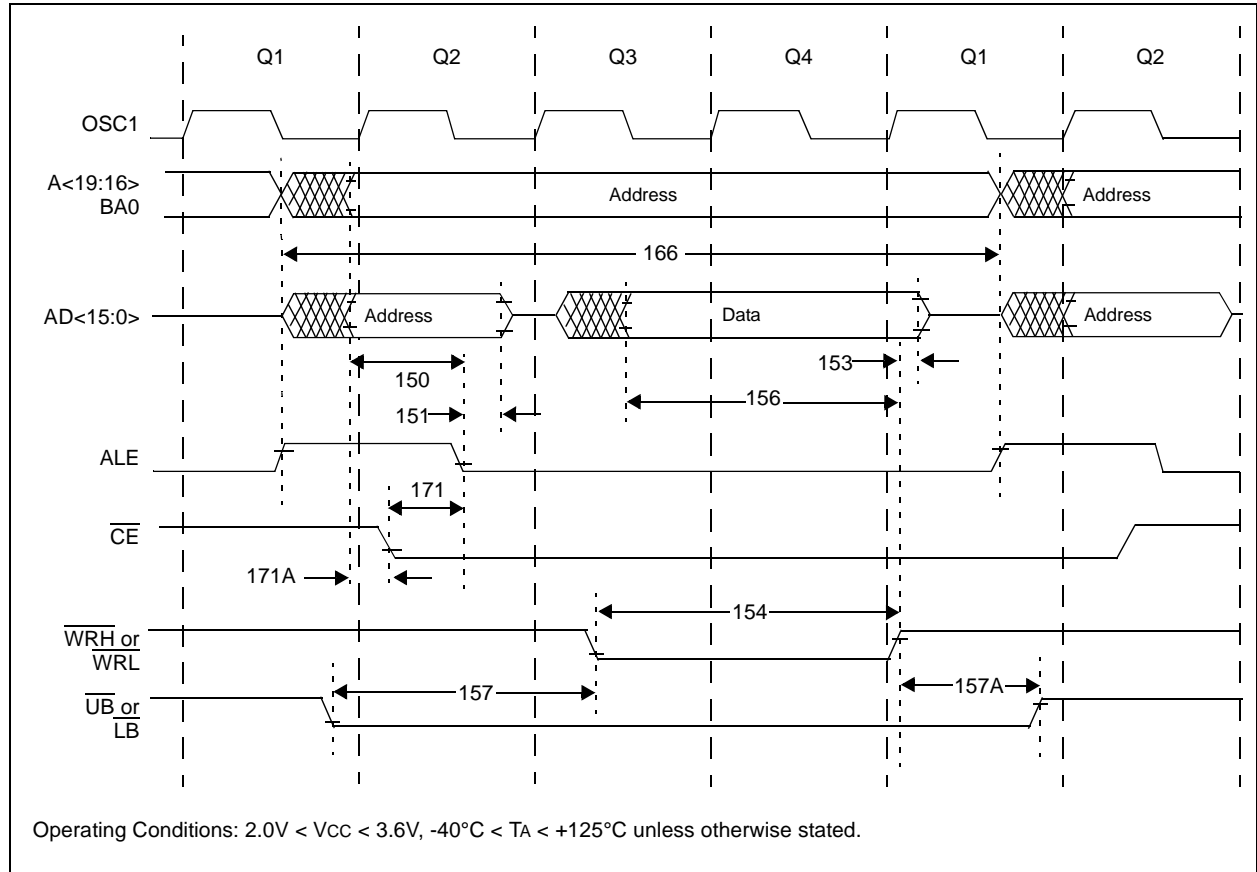 Q1 Q2 Q3 Q4 Q1 Q2
OSC1
A<19:16>
BA0
Address Address
166
AD<15:0> Address Data Address
150
153
156
151
ALE
171
CE
171A
154
WRH or
WRL
157 157A
UB or
LB
Operating Conditions: 2.0V < VCC < 3.6V, -40°C < TA < +125°C unless otherwise stated.